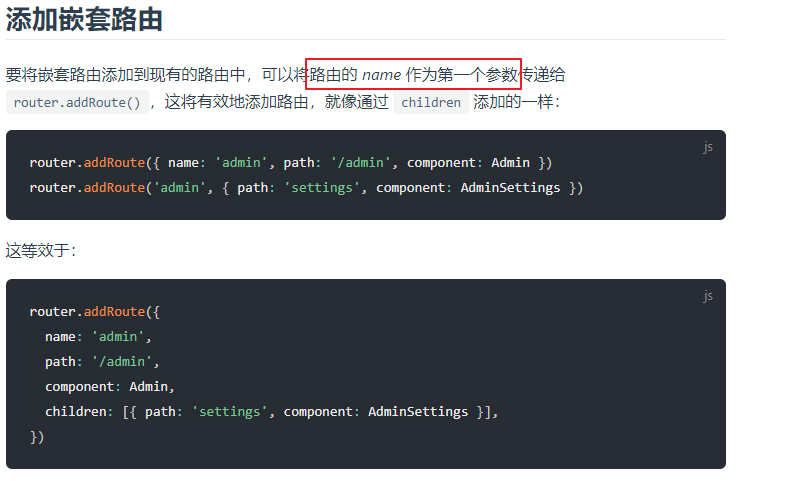 添加嵌套路由
要将嵌套路由添加到现有的路由中，可以将路由的 name 作为第一个参数传递给
router.addRoute() ，这将有效地添加路由，就像通过 children 添加的一样：
js
router.addRoute({ name: 'admin', path: '/admin', component: Admin })
router.addRoute('admin', { path: 'settings', component: AdminSettings })
这等效于：
js
router.addRoute({
  name: 'admin',
  path: '/admin',
  component: Admin,
  children: [{ path: 'settings', component: AdminSettings }],
})